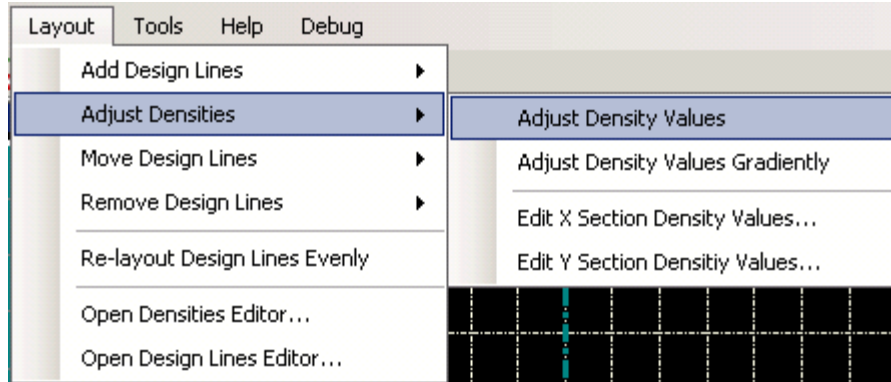 Layout Tools Help Debug
Add Design Lines
Adjust Densities
Move Design Lines
Remove Design Lines
Re-layout Design Lines Evenly
Open Densities Editor...
Open Design Lines Editor...
Adjust Density Values
Adjust Density Values Gradiently
Edit X Section Density Values...
Edit Y Section Densitiy Values...